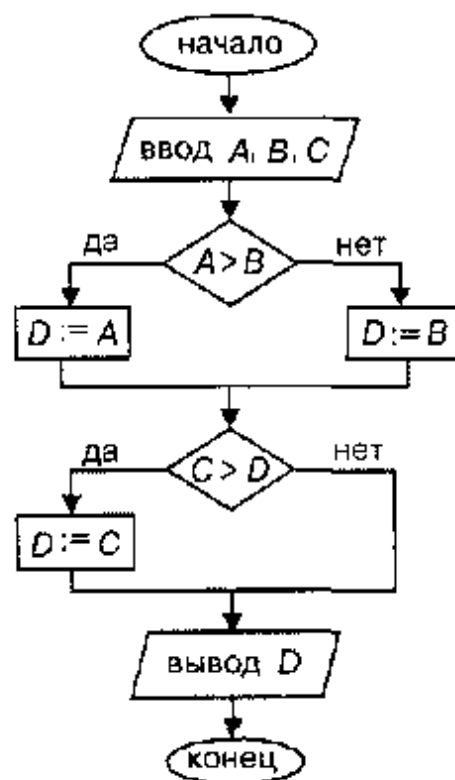 начало
ввод A, B, C
да
A > B
нет
D := A
D := B
да
C > D
нет
D := C
вывод D
конец